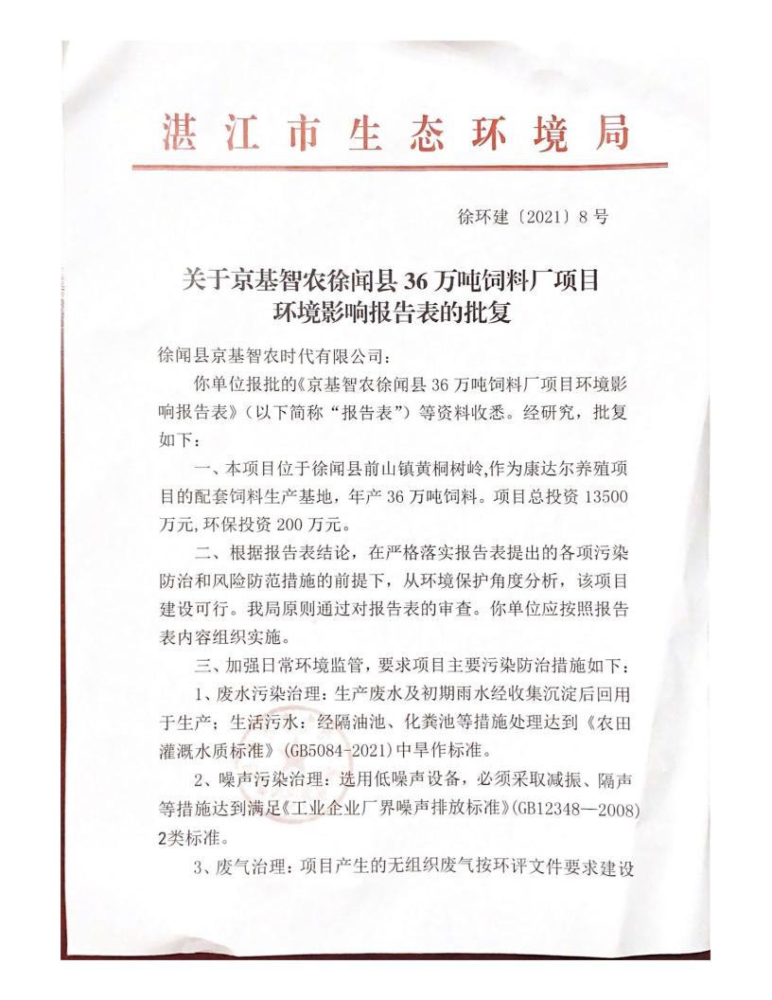 湛江市生态环境局
徐环建〔2021〕8号
关于京基智农徐闻县36万吨饲料厂项目
环境影响报告表的批复
徐闻县京基智农时代有限公司：
你单位报批的《京基智农徐闻县36万吨饲料厂项目环境影
响报告表》（以下简称“报告表”）等资料收悉。经研究，批复
如下：
一、本项目位于徐闻县前山镇黄桐树岭,作为康达尔养殖项
目的配套饲料生产基地，年产36万吨饲料。项目总投资13500
万元,环保投资200万元。
二、根据报告表结论，在严格落实报告表提出的各项污染
防治和风险防范措施的前提下，从环境保护角度分析，该项目
建设可行。我局原则通过对报告表的审查。你单位应按照报告
表内容组织实施。
三、加强日常环境监管，要求项目主要污染防治措施如下：
1、废水污染治理：生产废水及初期雨水经收集沉淀后回用
于生产；生活污水：经隔油池、化粪池等措施处理达到《农田
灌溉水质标准》(GB5084-2021)中旱作标准。
2、噪声污染治理：选用低噪声设备，必须采取减振、隔声
等措施达到满足《工业企业厂界噪声排放标准》(GB12348—2008)
2类标准。
3、废气治理：项目产生的无组织废气按环评文件要求建设